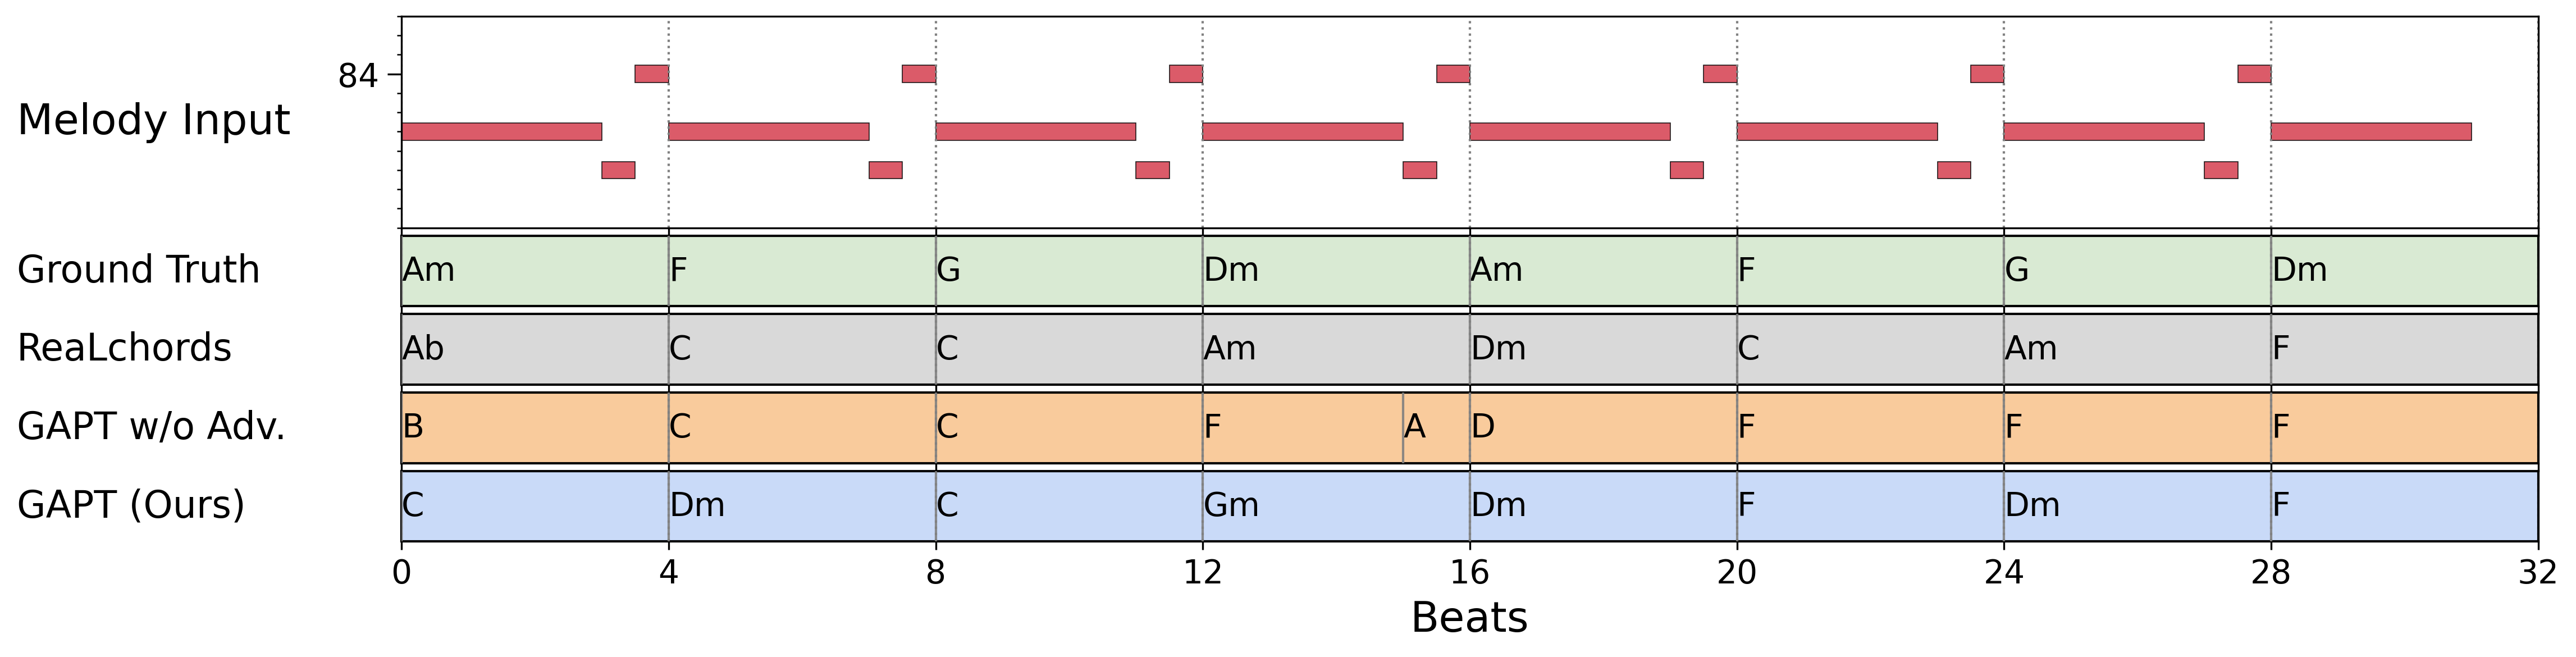 84
Melody Input
Ground Truth Am F G Dm Am F G Dm
ReaLchords Ab C C Am Dm C Am F
GAPT w/o Adv. B C C F A D F F F
GAPT (Ours) C Dm C Gm Dm F Dm F
0 4 8 12 16 20 24 28 32
Beats